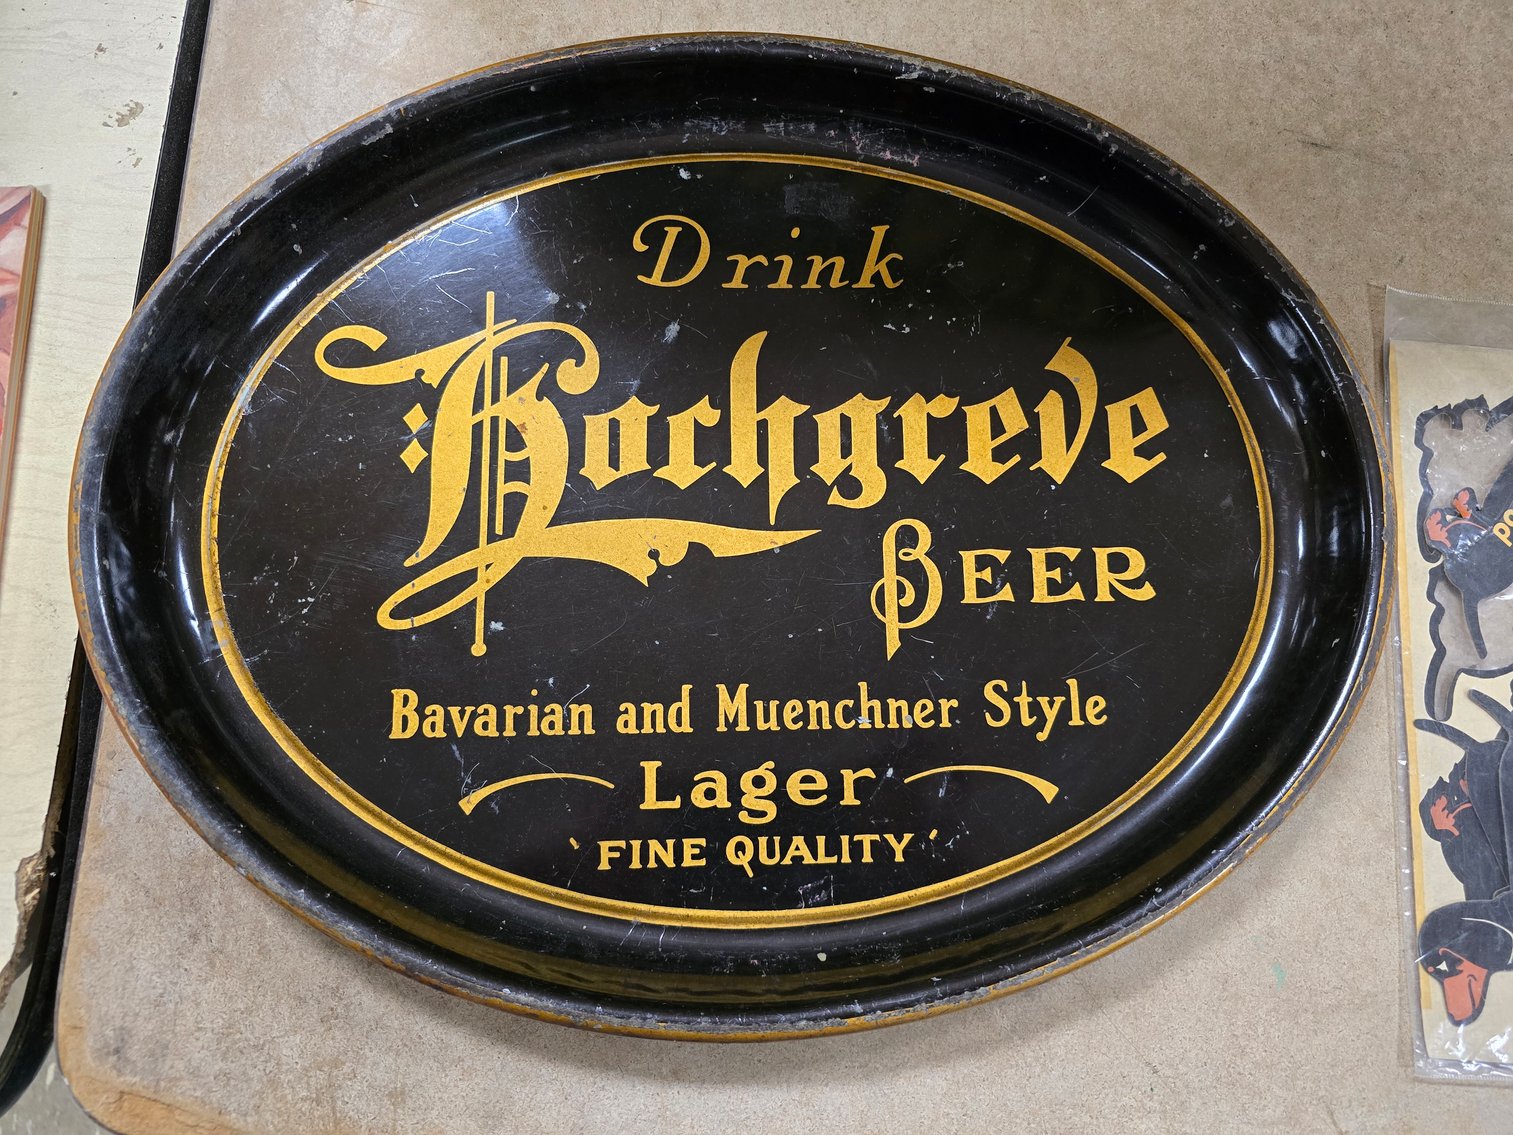 Drink
Hochgreve
BEER
Bavarian and Muenchner Style
Lager
‵FINE QUALITY′